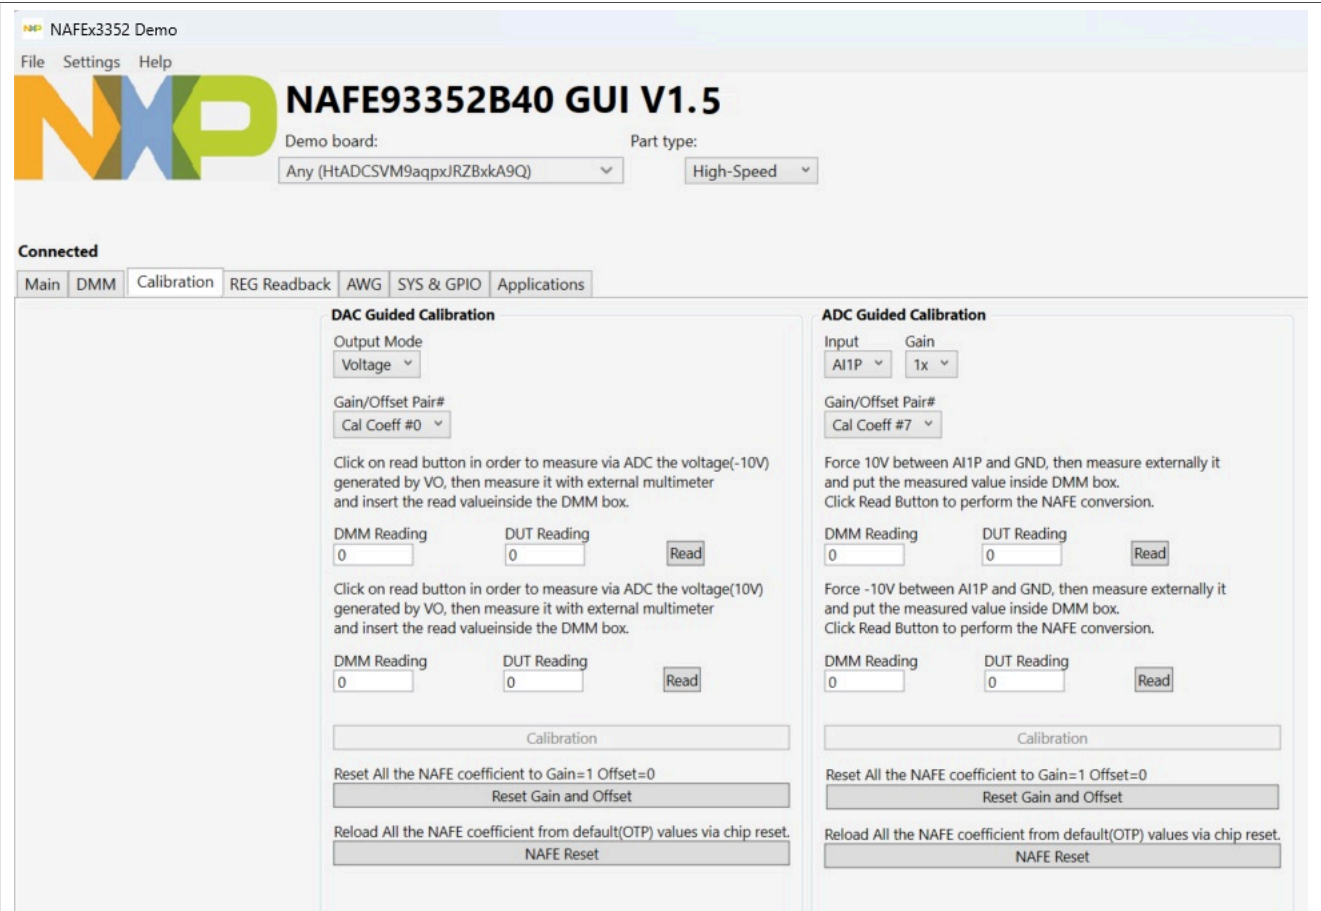 NXP NAFEx3352 Demo
File Settings Help
NXP
NAFE93352B40 GUI V1.5
Demo board: Part type:
Any (HtADCSVM9aqpxJRZBxkA9Q) High-Speed
Connected
Main DMM Calibration REG Readback AWG SYS & GPIO Applications
DAC Guided Calibration
Output Mode
Voltage
Gain/Offset Pair#
Cal Coeff #0
Click on read button in order to measure via ADC the voltage(-10V)
generated by VO, then measure it with external multimeter
and insert the read valueinside the DMM box.
DMM Reading DUT Reading
0 0 Read
Click on read button in order to measure via ADC the voltage(10V)
generated by VO, then measure it with external multimeter
and insert the read valueinside the DMM box.
DMM Reading DUT Reading
0 0 Read
Calibration
Reset All the NAFE coefficient to Gain=1 Offset=0
Reset Gain and Offset
Reload All the NAFE coefficient from default(OTP) values via chip reset.
NAFE Reset
ADC Guided Calibration
Input Gain
AI1P 1x
Gain/Offset Pair#
Cal Coeff #7
Force 10V between AI1P and GND, then measure externally it
and put the measured value inside DMM box.
Click Read Button to perform the NAFE conversion.
DMM Reading DUT Reading
0 0 Read
Force -10V between AI1P and GND, then measure externally it
and put the measured value inside DMM box.
Click Read Button to perform the NAFE conversion.
DMM Reading DUT Reading
0 0 Read
Calibration
Reset All the NAFE coefficient to Gain=1 Offset=0
Reset Gain and Offset
Reload All the NAFE coefficient from default(OTP) values via chip reset.
NAFE Reset